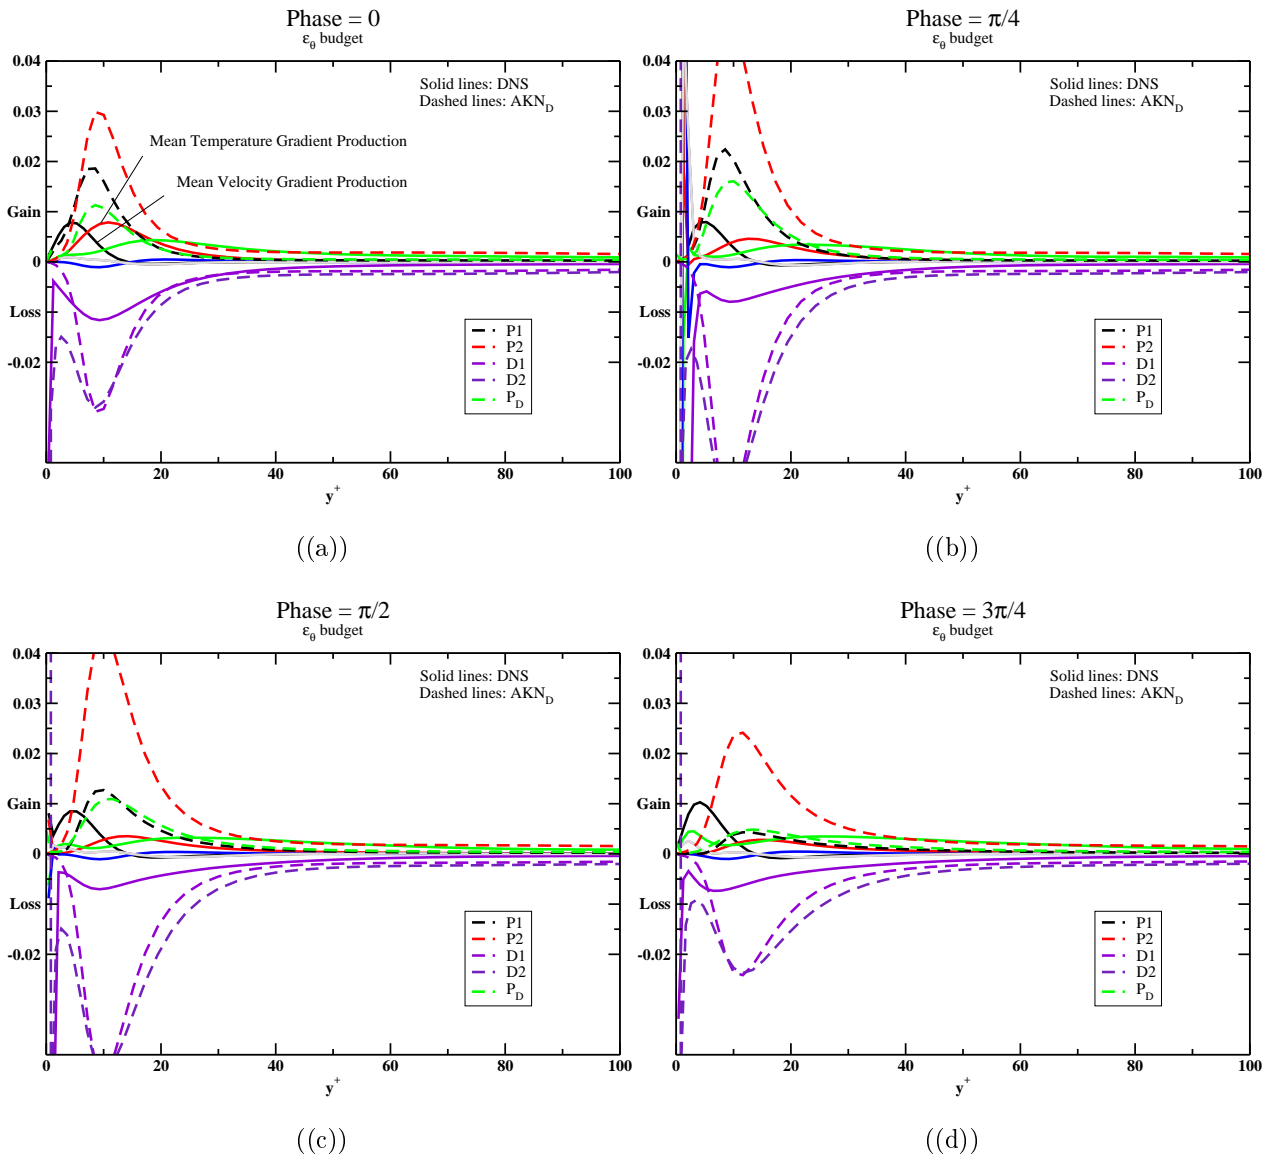 Phase = 0
εθ budget
0.04
0.03
0.02
Gain
0
Loss
-0.02
Solid lines: DNS
Dashed lines: AKND
Mean Temperature Gradient Production
Mean Velocity Gradient Production
P1
P2
D1
D2
PD
0 20 40 60 80 100
y+
((a))
Phase = π/4
εθ budget
0.04
0.03
0.02
Gain
0
Loss
-0.02
Solid lines: DNS
Dashed lines: AKND
P1
P2
D1
D2
PD
0 20 40 60 80 100
y+
((b))
Phase = π/2
εθ budget
0.04
0.03
0.02
Gain
0
Loss
-0.02
Solid lines: DNS
Dashed lines: AKND
P1
P2
D1
D2
PD
0 20 40 60 80 100
y+
((c))
Phase = 3π/4
εθ budget
0.04
0.03
0.02
Gain
0
Loss
-0.02
Solid lines: DNS
Dashed lines: AKND
P1
P2
D1
D2
PD
0 20 40 60 80 100
y+
((d))